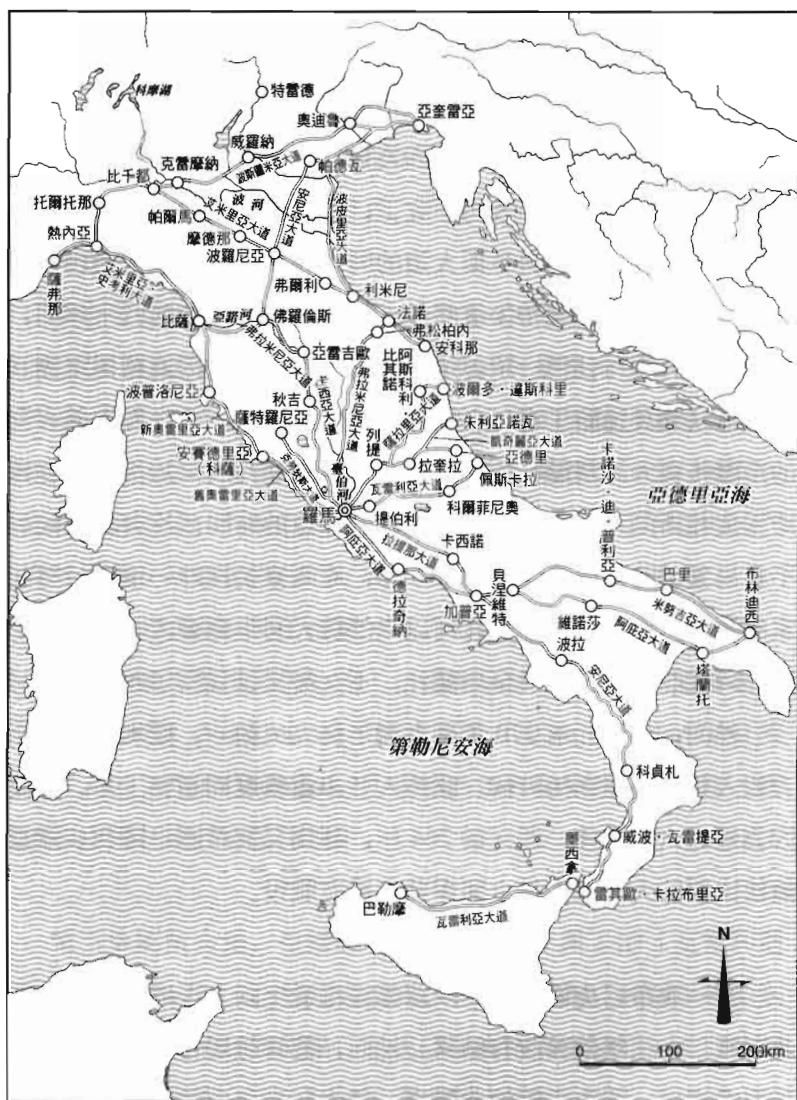 科摩湖
特雷德
奧迪魯
亞奎雷亞
威羅納
克雷摩納
比千都
波斯圖米亞大道
帕德瓦
托爾托那
波河
艾米里亞大道
安尼亞大道
波皮里亞大道
帕爾馬
摩德那
熱內亞
波羅尼亞
薩弗那
艾米里亞·史考利大道
弗爾利
利米尼
比薩
亞諾河
佛羅倫斯
法諾
弗松柏內
安科那
弗拉米尼亞大道
亞雷吉歐
比其諾
阿斯科利
波普洛尼亞
秋吉
卡西亞大道
弗拉米尼亞大道
薩拉里亞大道
波爾多·達斯科里
新奧雷里亞大道
薩特羅尼亞
朱利亞諾瓦
列提
凱奇麗亞大道
亞德里
安賽德里亞
(科薩)
拉奎拉
佩斯卡拉
舊奧雷里亞大道
臺伯河
瓦雷利亞大道
科爾菲尼奧
羅馬
提伯利
卡諾沙·迪·普利亞
亞德里亞海
阿庇亞大道
拉提那大道
卡西諾
德拉奇納
加普亞
貝涅維特
巴里
布林迪西
米努吉亞大道
維諾莎
阿庇亞大道
波拉
塔蘭托
安尼亞大道
第勒尼安海
科貞札
威波·瓦雷提亞
墨西拿
雷其歐·卡拉布里亞
巴勒摩
瓦雷利亞大道
N
0 100 200km